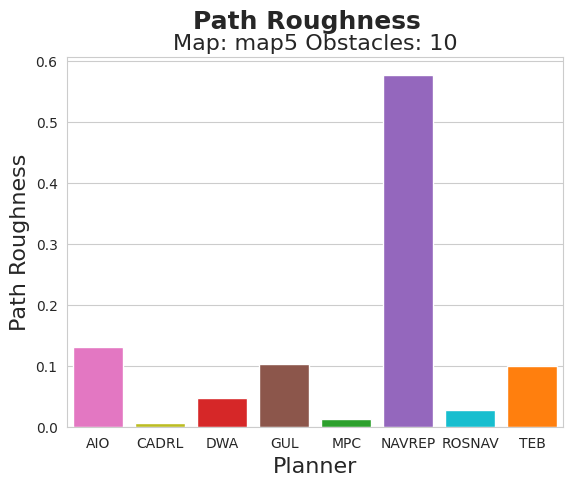 Path Roughness
Map: map5 Obstacles: 10
Path Roughness
0.6
0.5
0.4
0.3
0.2
0.1
0.0
AIO CADRL DWA GUL MPC NAVREP ROSNAV TEB
Planner